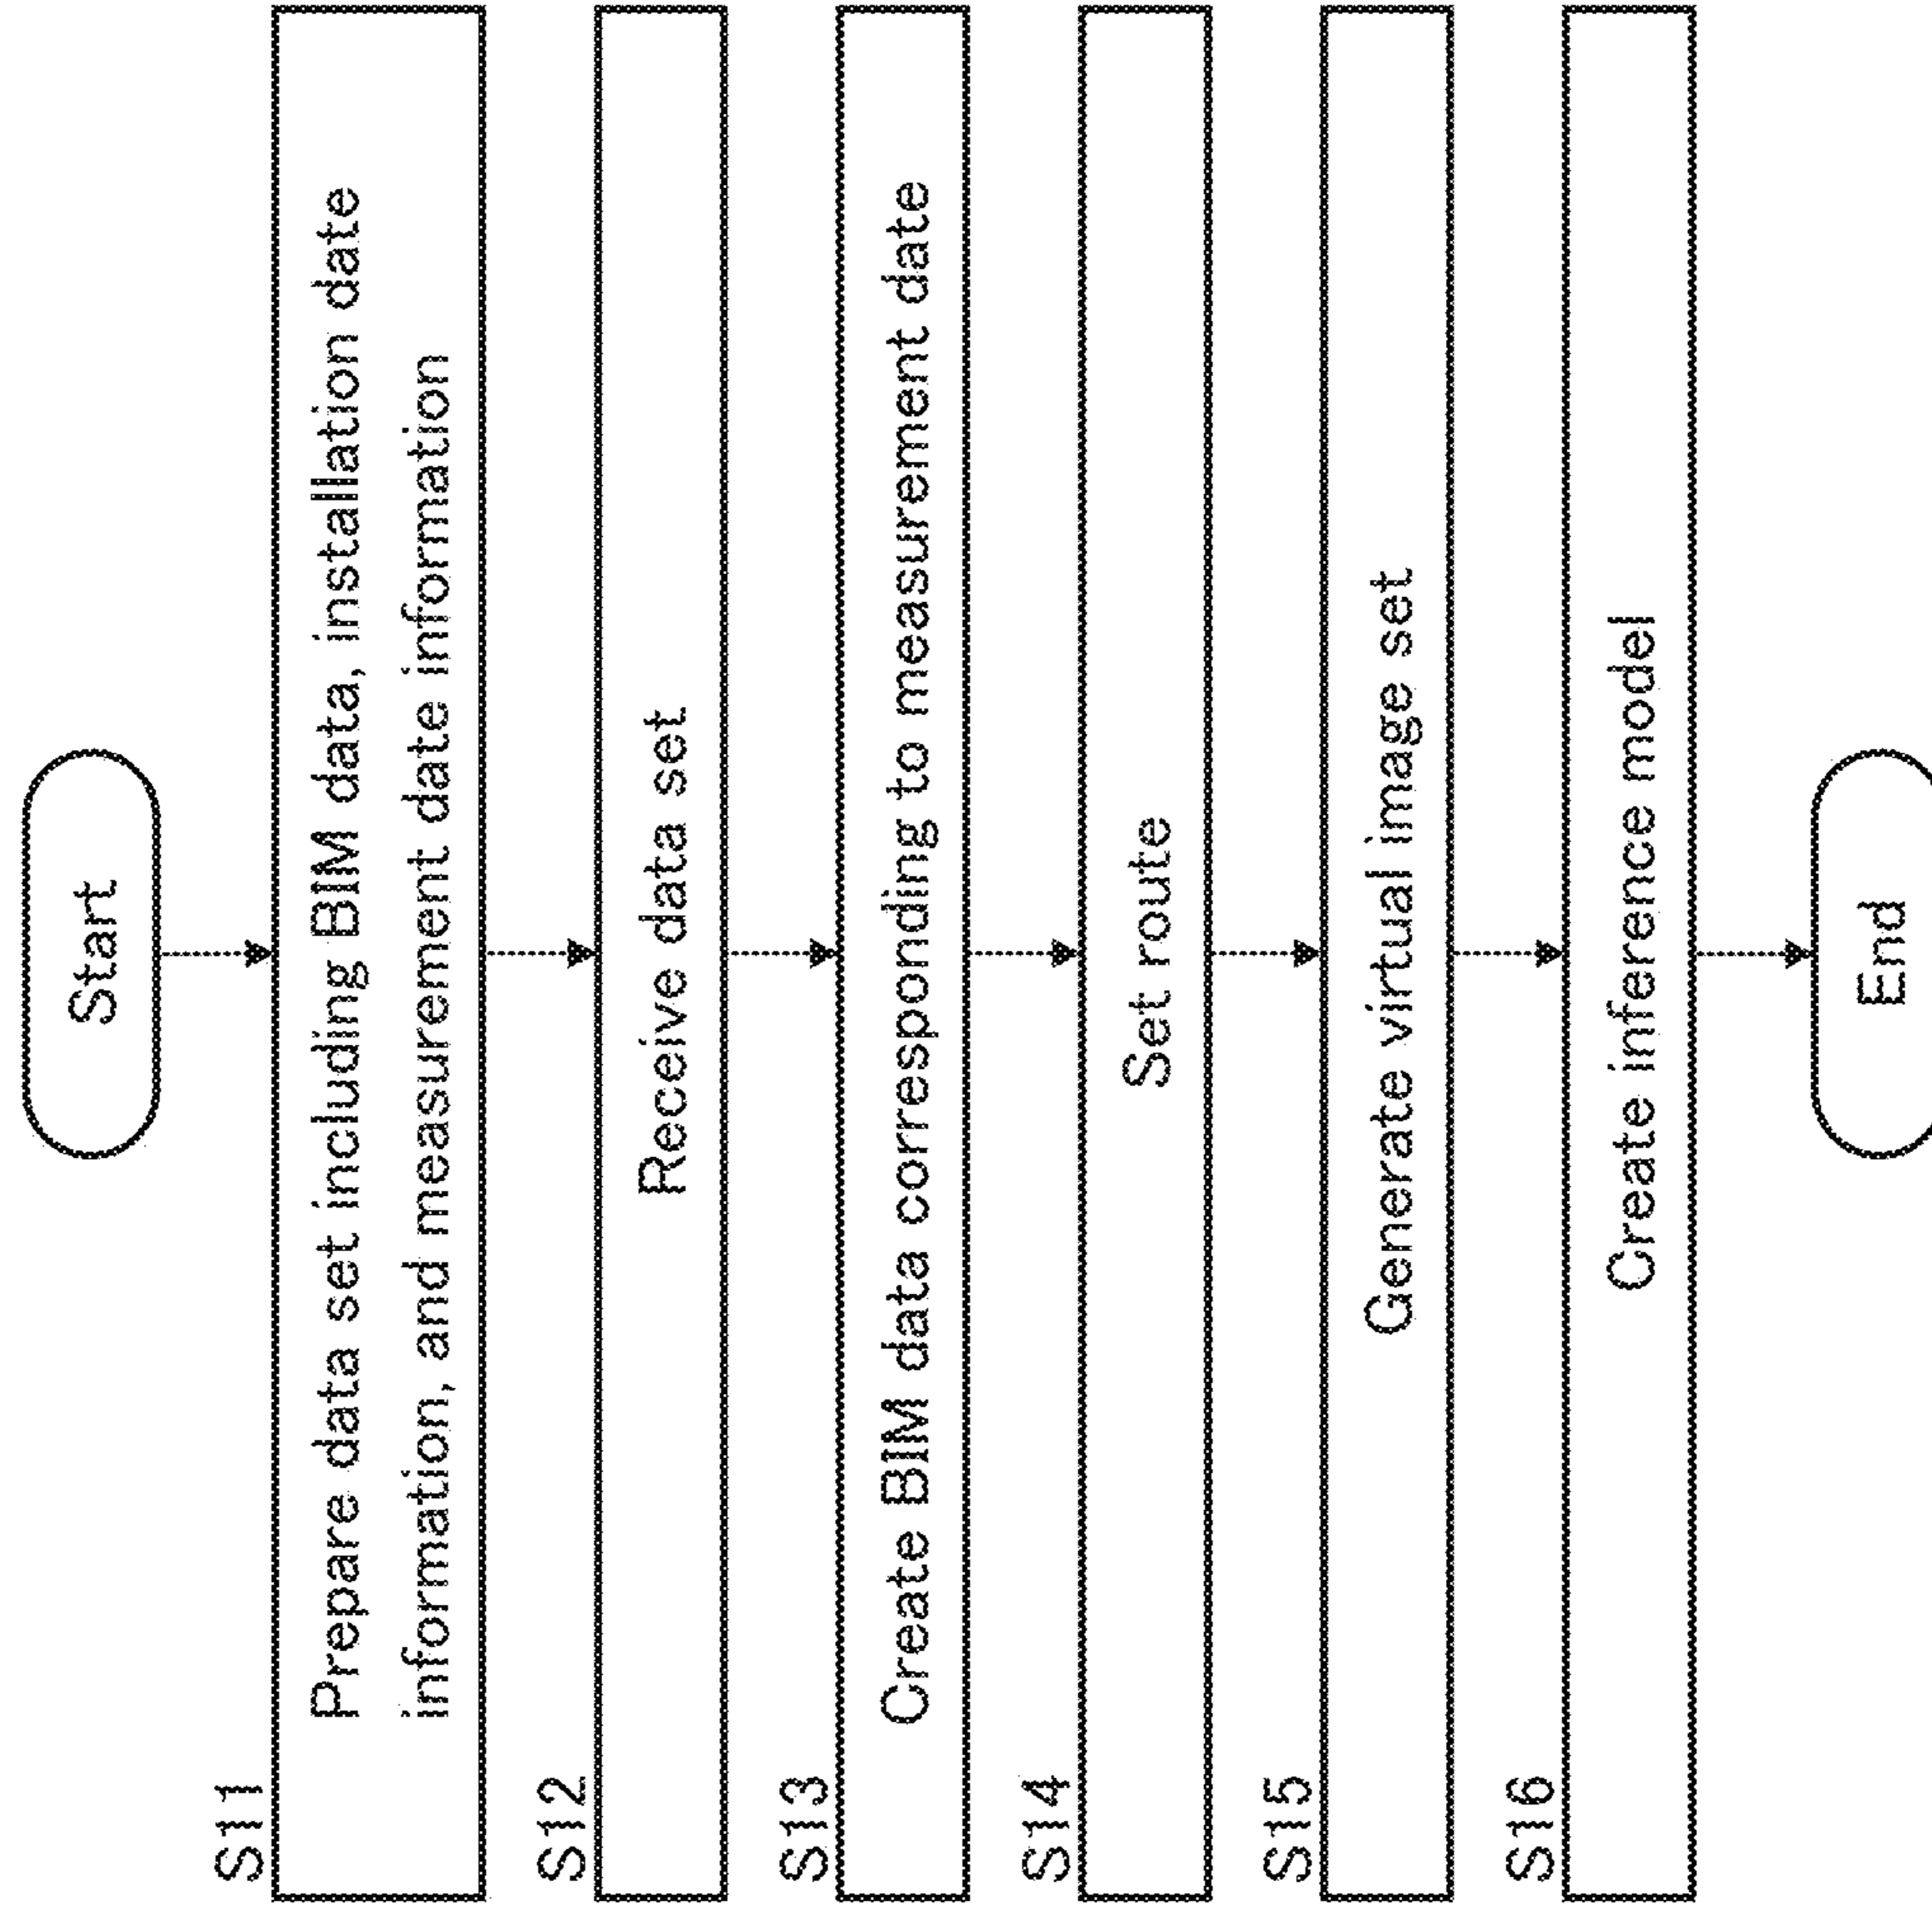 Start
S11
Prepare data set including BIM data, installation date
information, and measurement date information
S12
Receive data set
S13
Create BIM data corresponding to measurement date
S14
Set route
S15
Generate virtual image set
S16
Create inference model
End